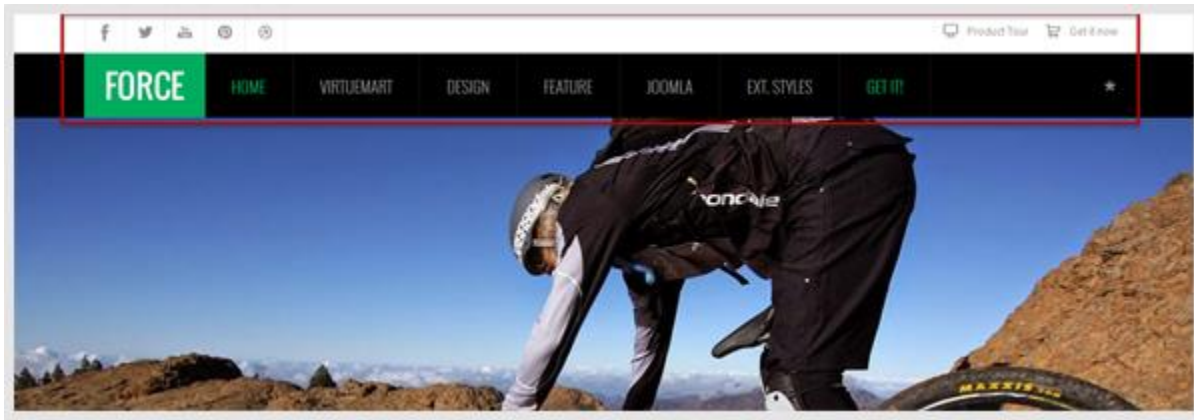 Product Tour Get it now
FORCE HOME VIRTUEMART DESIGN FEATURE JOOMLA EXT. STYLES GET IT!
MAXXIS